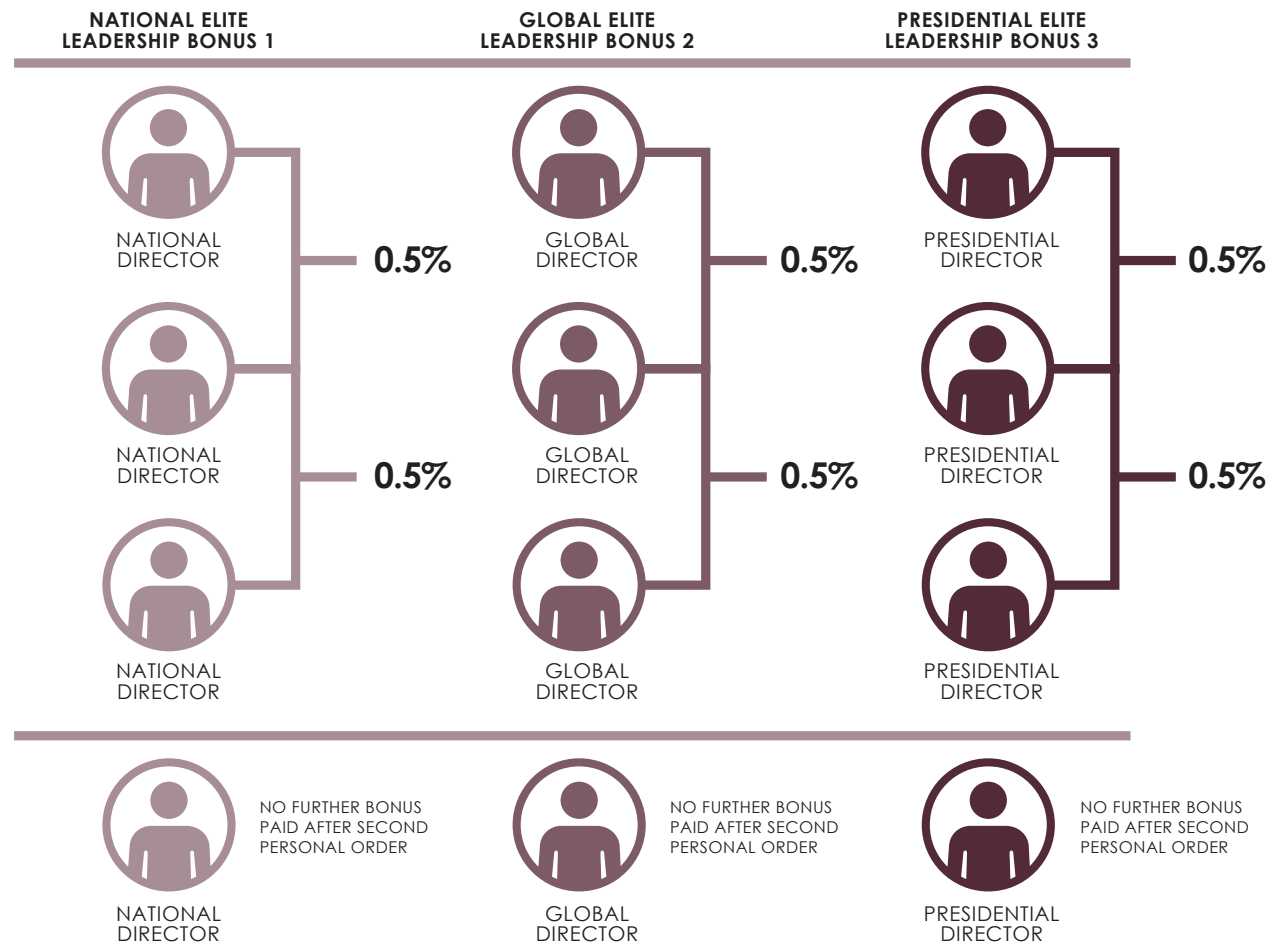 NATIONAL ELITE
LEADERSHIP BONUS 1
GLOBAL ELITE
LEADERSHIP BONUS 2
PRESIDENTIAL ELITE
LEADERSHIP BONUS 3
NATIONAL
DIRECTOR
0.5%
GLOBAL
DIRECTOR
0.5%
PRESIDENTIAL
DIRECTOR
0.5%
NATIONAL
DIRECTOR
0.5%
GLOBAL
DIRECTOR
0.5%
PRESIDENTIAL
DIRECTOR
0.5%
NATIONAL
DIRECTOR
GLOBAL
DIRECTOR
PRESIDENTIAL
DIRECTOR
NO FURTHER BONUS
PAID AFTER SECOND
PERSONAL ORDER
NATIONAL
DIRECTOR
NO FURTHER BONUS
PAID AFTER SECOND
PERSONAL ORDER
GLOBAL
DIRECTOR
NO FURTHER BONUS
PAID AFTER SECOND
PERSONAL ORDER
PRESIDENTIAL
DIRECTOR